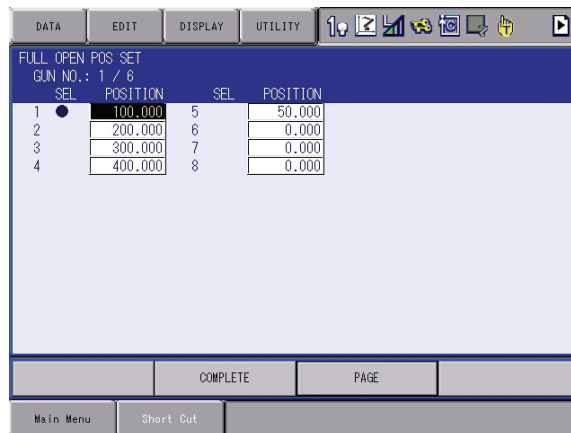 DATA EDIT DISPLAY UTILITY 1
FULL OPEN POS SET
GUN NO.: 1 / 6
SEL POSITION SEL POSITION
1 ● 100.000 5 50.000
2 200.000 6 0.000
3 300.000 7 0.000
4 400.000 8 0.000
COMPLETE PAGE
Main Menu Short Cut